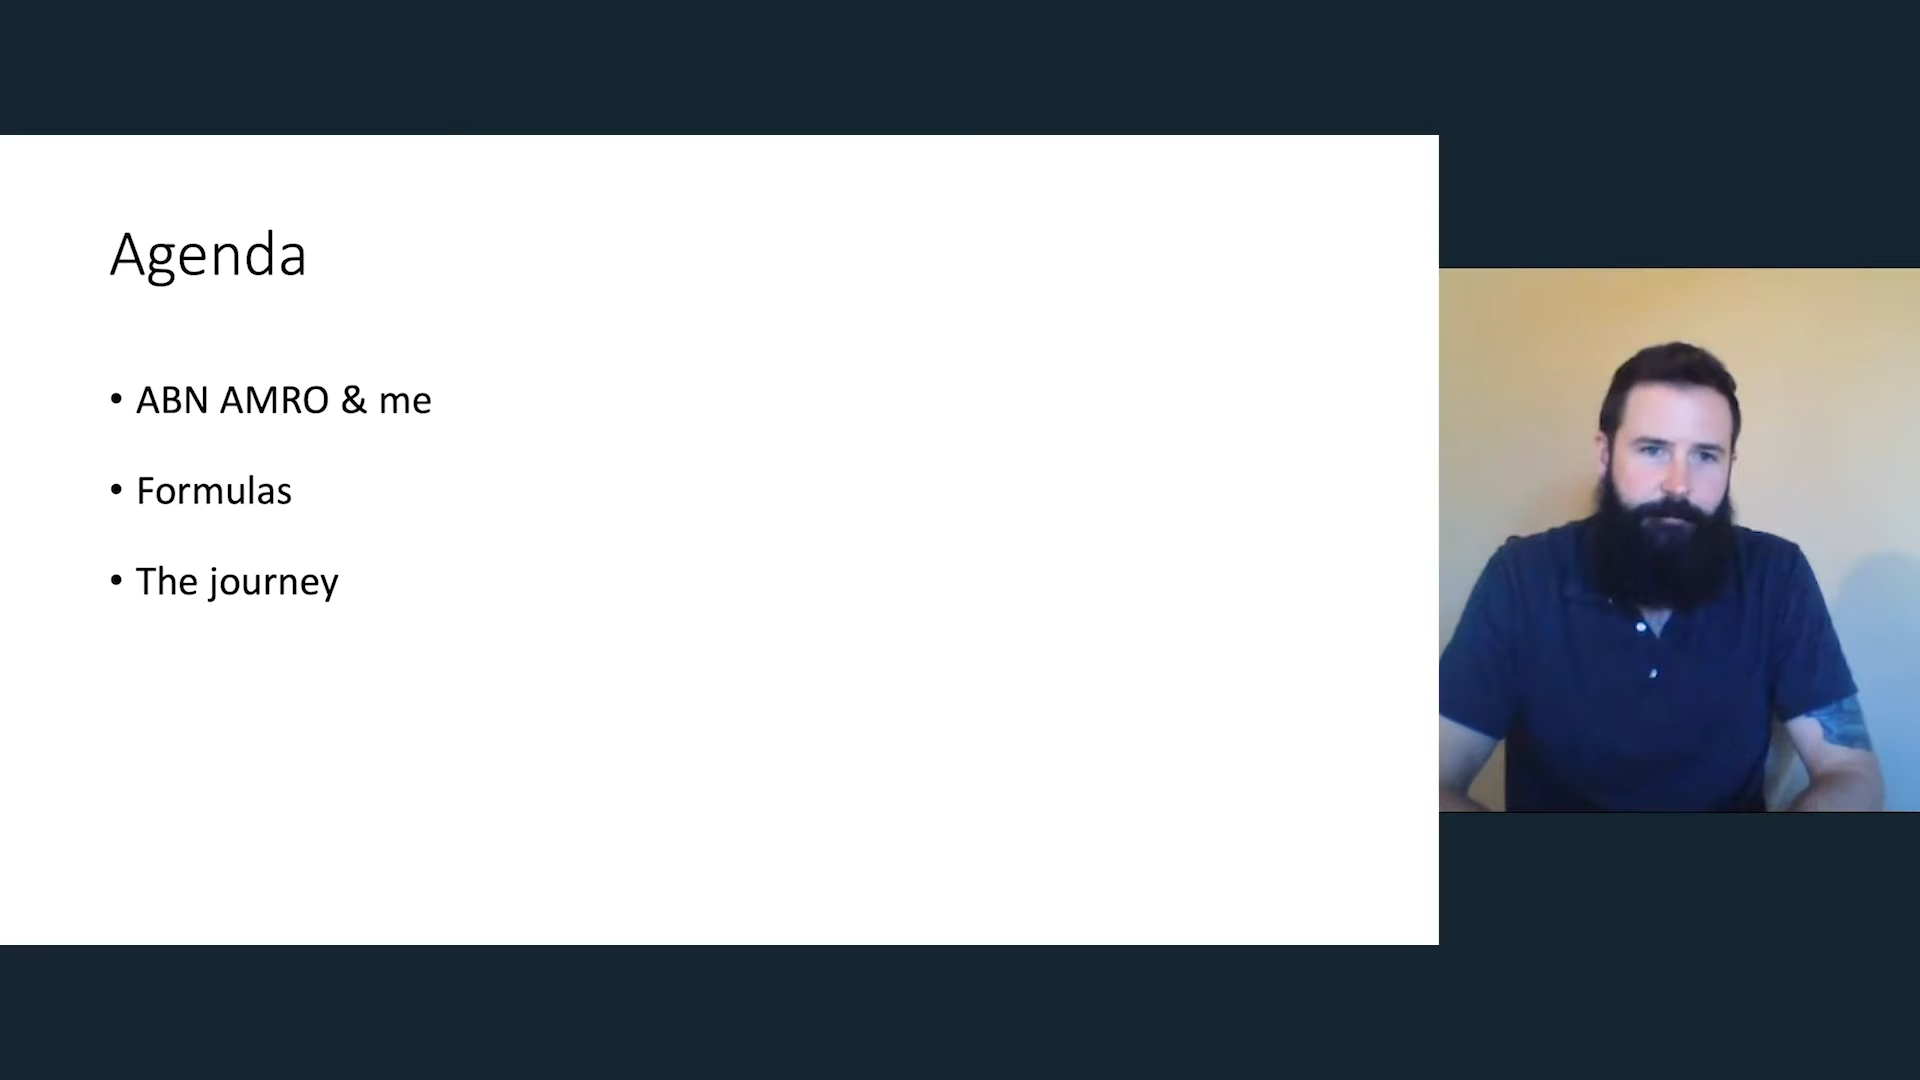 Agenda
• ABN AMRO & me
• Formulas
• The journey